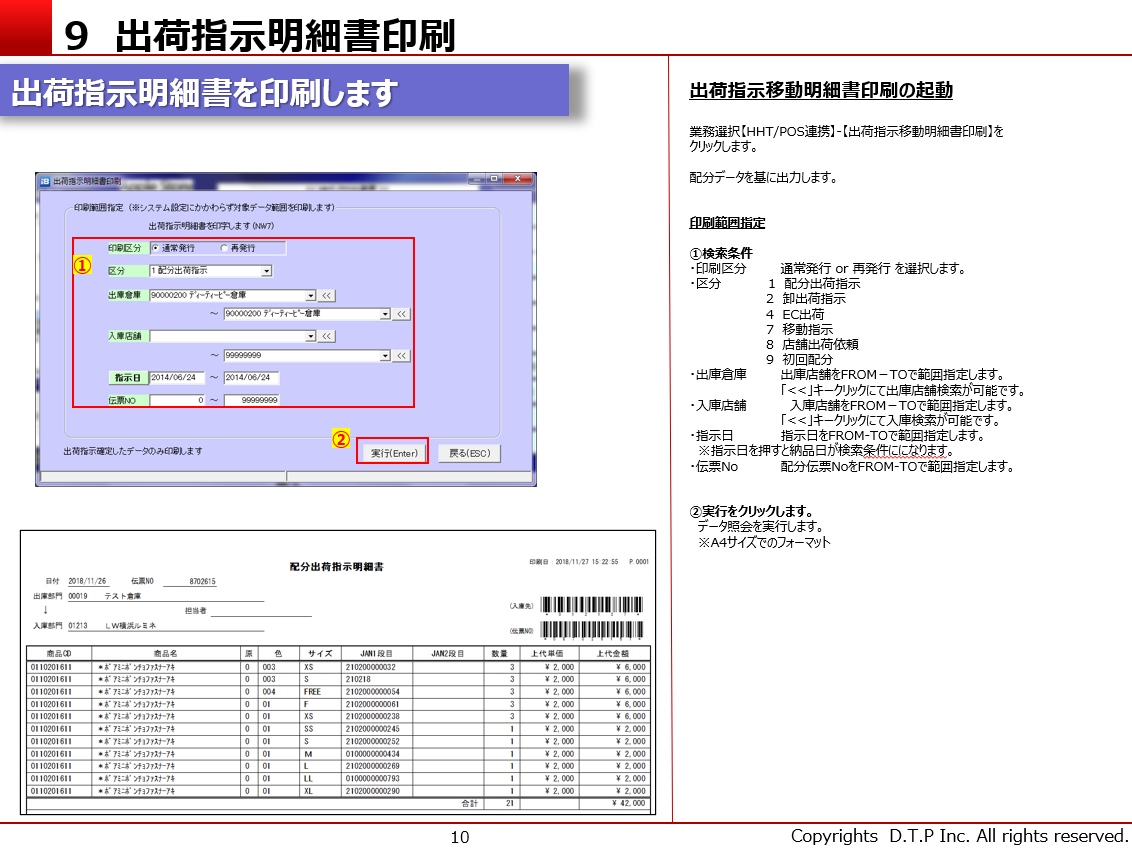 9 出荷指示明細書印刷
出荷指示明細書を印刷します
出荷指示明細書印刷
印刷範囲指定（※システム設定にかかわらず対象データ範囲を印刷します）
出荷指示明細書を印字します(NW7)
①
印刷区分 通常発行 再発行
区分 1 配分出荷指示
出庫倉庫 90000200 ﾃﾞｨｰﾃｨｰﾋﾟｰ倉庫 <<
～ 90000200 ﾃﾞｨｰﾃｨｰﾋﾟｰ倉庫 <<
入庫店舗 <<
～ 99999999 <<
指示日 2014/06/24 ～ 2014/06/24
伝票NO 0 ～ 99999999
②
出荷指示確定したデータのみ印刷します
実行(Enter) 戻る(ESC)
配分出荷指示明細書
印刷日 2018/11/27 15:22:55 P.0001
日付 2018/11/26 伝票NO 8702615
出庫部門 00019 テスト倉庫
↓ 担当者
(入庫先)
入庫部門 01213 ＬＷ横浜ルミネ
(伝票NO)
商品CD 商品名 原 色 サイズ JAN1段目 JAN2段目 数量 上代単価 上代金額
0110201611 ＊ﾎﾞｱﾐﾆﾎﾟﾝﾁｮﾌｧｽﾅｰｱｷ 0 003 XS 210200000032 3 ¥ 2,000 ¥ 6,000
0110201611 ＊ﾎﾞｱﾐﾆﾎﾟﾝﾁｮﾌｧｽﾅｰｱｷ 0 003 S 210218 3 ¥ 2,000 ¥ 6,000
0110201611 ＊ﾎﾞｱﾐﾆﾎﾟﾝﾁｮﾌｧｽﾅｰｱｷ 0 004 FREE 2102000000054 3 ¥ 2,000 ¥ 6,000
0110201611 ＊ﾎﾞｱﾐﾆﾎﾟﾝﾁｮﾌｧｽﾅｰｱｷ 0 01 F 2102000000061 3 ¥ 2,000 ¥ 6,000
0110201611 ＊ﾎﾞｱﾐﾆﾎﾟﾝﾁｮﾌｧｽﾅｰｱｷ 0 01 XS 2102000000238 3 ¥ 2,000 ¥ 6,000
0110201611 ＊ﾎﾞｱﾐﾆﾎﾟﾝﾁｮﾌｧｽﾅｰｱｷ 0 01 SS 2102000000245 1 ¥ 2,000 ¥ 2,000
0110201611 ＊ﾎﾞｱﾐﾆﾎﾟﾝﾁｮﾌｧｽﾅｰｱｷ 0 01 S 2102000000252 1 ¥ 2,000 ¥ 2,000
0110201611 ＊ﾎﾞｱﾐﾆﾎﾟﾝﾁｮﾌｧｽﾅｰｱｷ 0 01 M 0100000000434 1 ¥ 2,000 ¥ 2,000
0110201611 ＊ﾎﾞｱﾐﾆﾎﾟﾝﾁｮﾌｧｽﾅｰｱｷ 0 01 L 2102000000269 1 ¥ 2,000 ¥ 2,000
0110201611 ＊ﾎﾞｱﾐﾆﾎﾟﾝﾁｮﾌｧｽﾅｰｱｷ 0 01 LL 0100000000793 1 ¥ 2,000 ¥ 2,000
0110201611 ＊ﾎﾞｱﾐﾆﾎﾟﾝﾁｮﾌｧｽﾅｰｱｷ 0 01 XL 2102000000290 1 ¥ 2,000 ¥ 2,000
合計 21 ¥ 42,000
出荷指示移動明細書印刷の起動
業務選択【HHT/POS連携】-【出荷指示移動明細書印刷】を
クリックします。
配分データを基に出力します。
印刷範囲指定
①検索条件
・印刷区分 通常発行 or 再発行 を選択します。
・区分 1 配分出荷指示
2 卸出荷指示
4 EC出荷
7 移動指示
8 店舗出荷依頼
9 初回配分
・出庫倉庫 出庫店舗をFROM－TOで範囲指定します。
「<<」キークリックにて出庫店舗検索が可能です。
・入庫店舗 入庫店舗をFROM－TOで範囲指定します。
「<<」キークリックにて入庫検索が可能です。
・指示日 指示日をFROM-TOで範囲指定します。
※指示日を押すと納品日が検索条件にになります。
・伝票No 配分伝票NoをFROM-TOで範囲指定します。
②実行をクリックします。
データ照会を実行します。
※A4サイズでのフォーマット
10
Copyrights D.T.P Inc. All rights reserved.